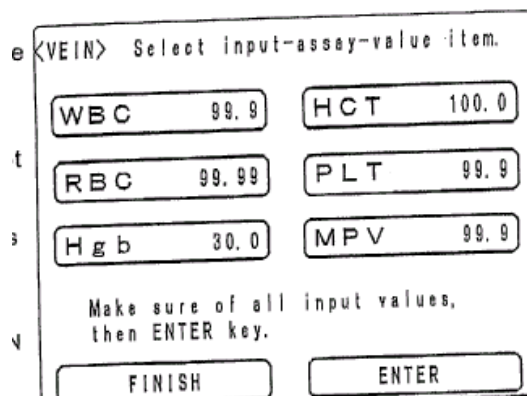 <VEIN> Select input-assay-value item.
WBC 99.9 HCT 100.0
RBC 99.99 PLT 99.9
Hgb 30.0 MPV 99.9
Make sure of all input values,
then ENTER key.
FINISH ENTER